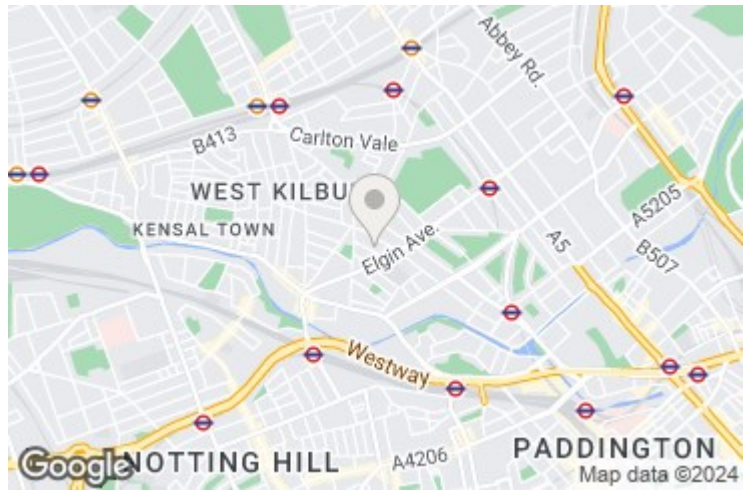 Abbey Rd.
B413
Carlton Vale
WEST KILBU
A5205
KENSAL TOWN
Elgin Ave.
A5
B507
Westway
Google
NOTTING HILL
A4206
PADDINGTON
Map data ©2024